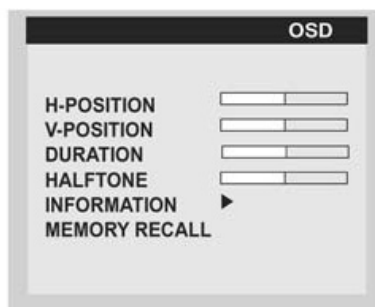 OSD
H-POSITION
V-POSITION
DURATION
HALFTONE
INFORMATION
MEMORY RECALL